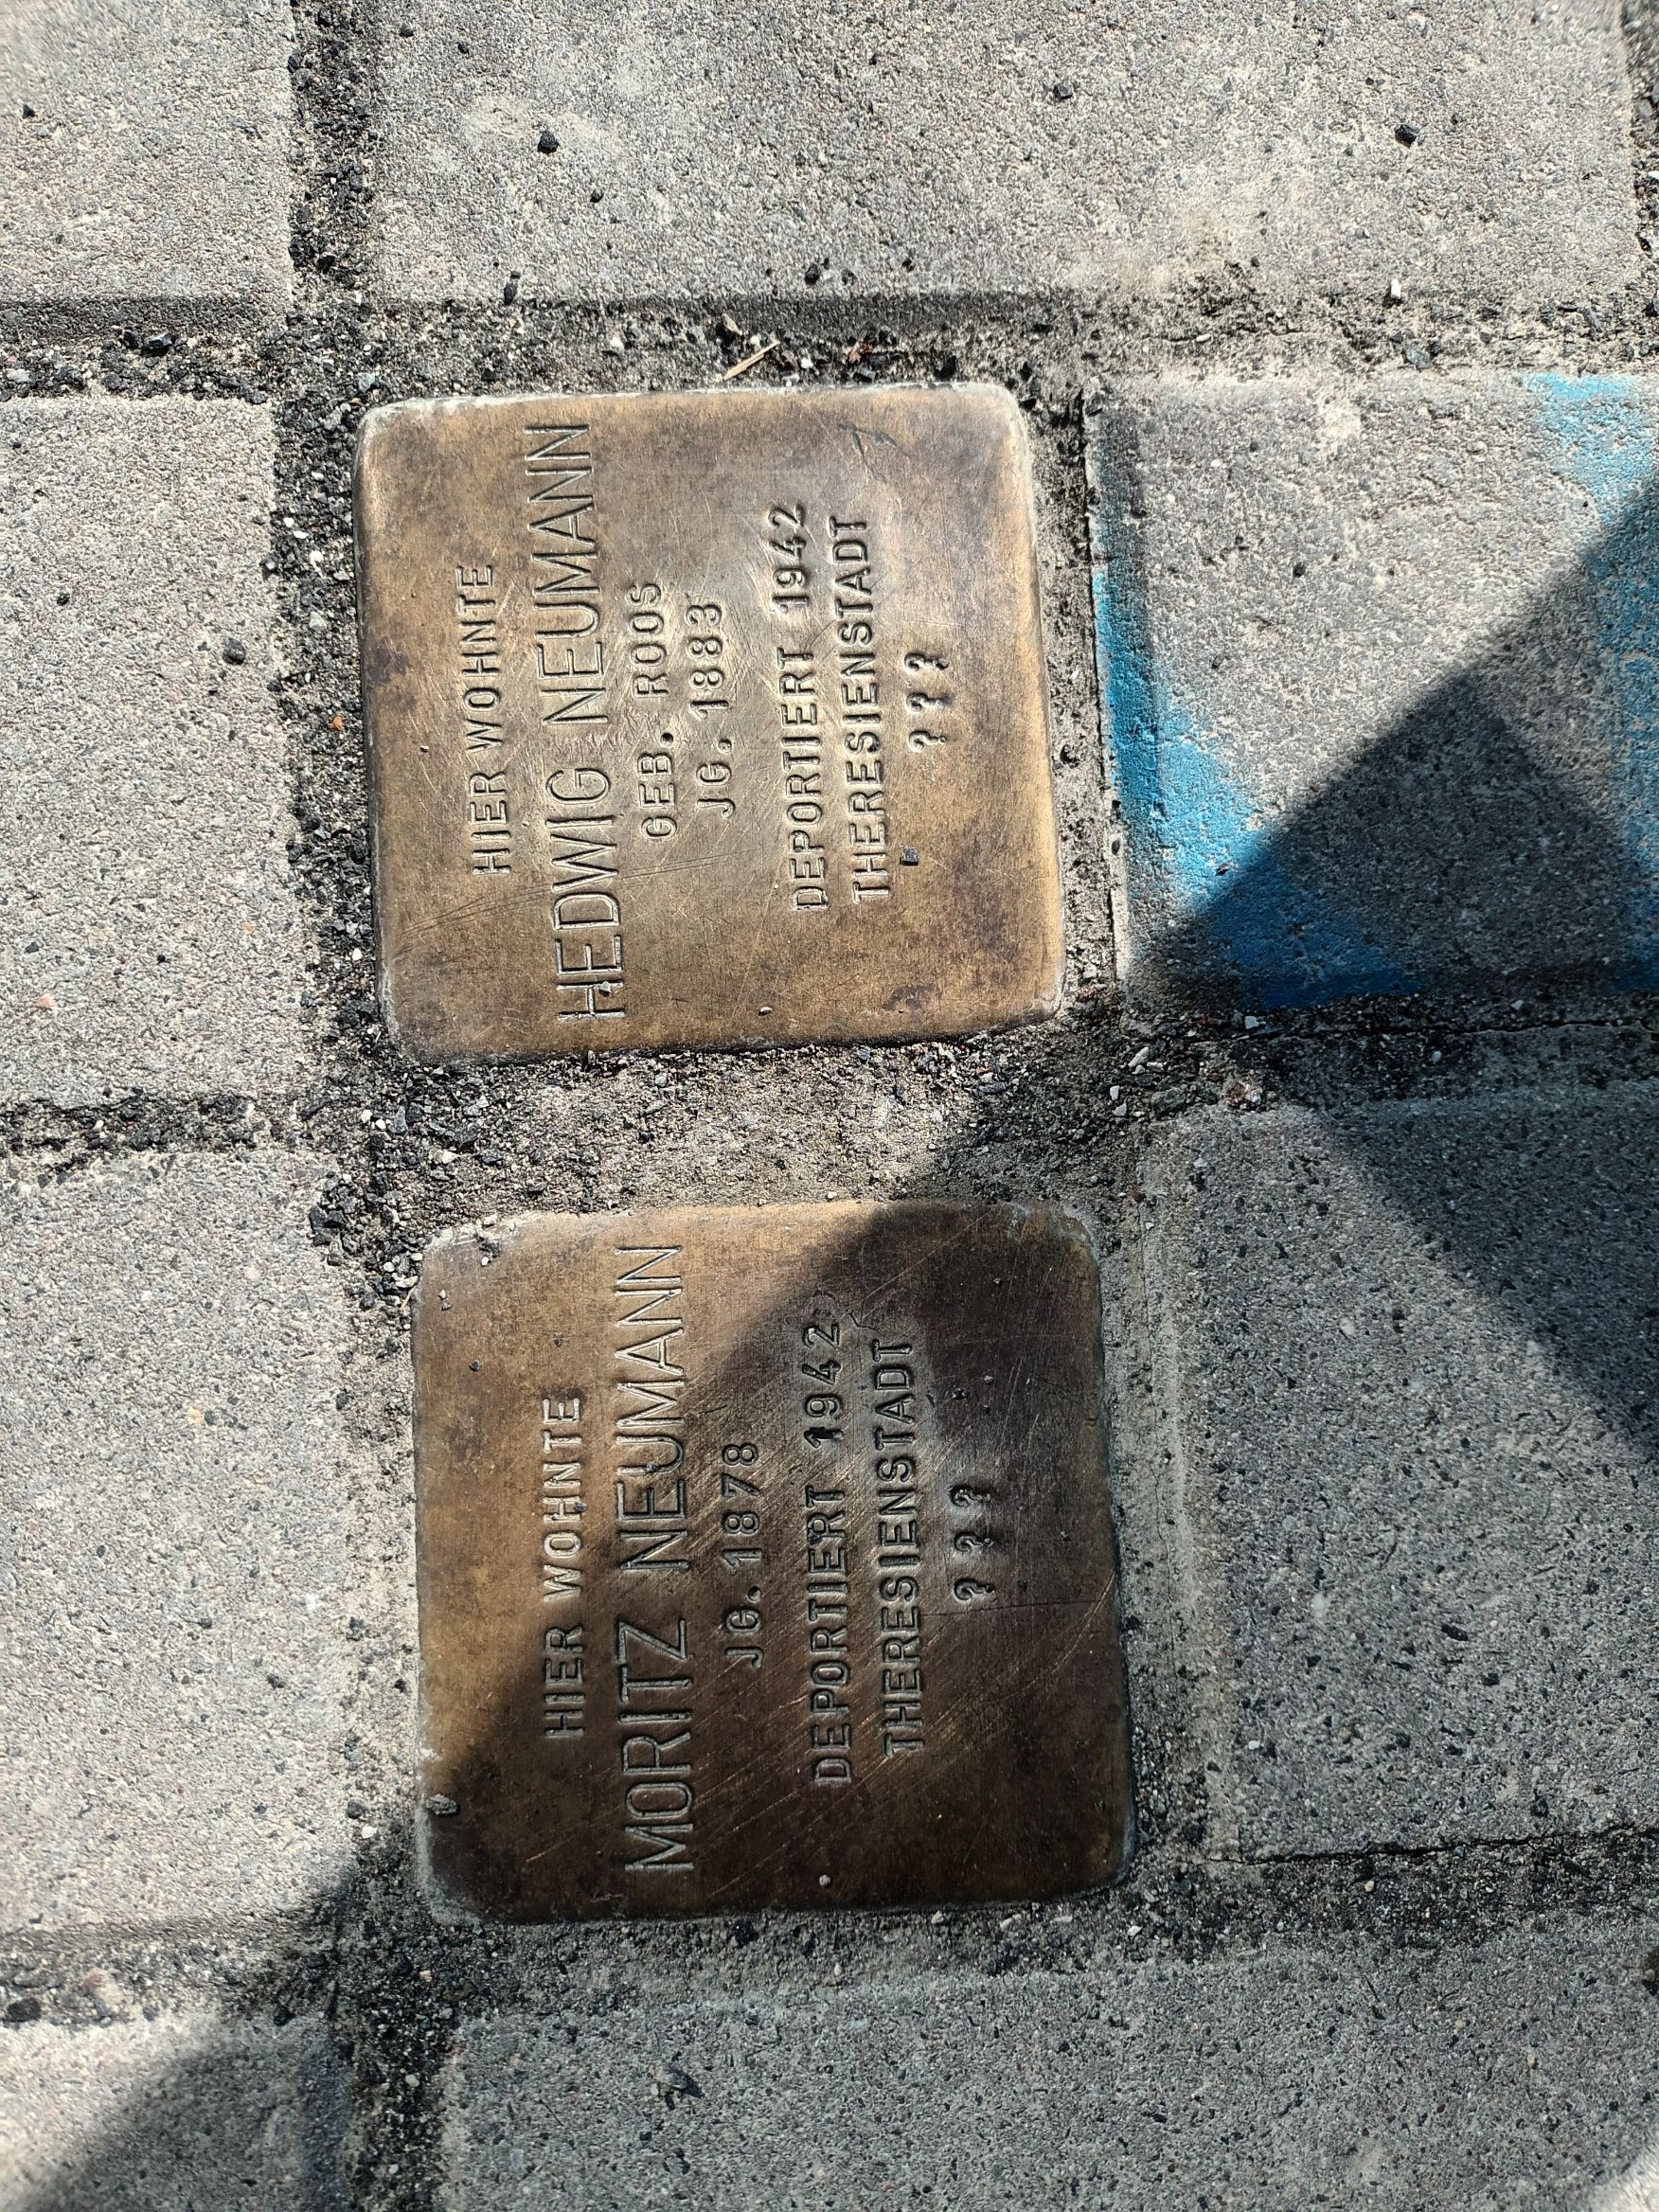 HIER WOHNTE
MORITZ NEUMANN
JG. 1878
DEPORTIERT 1942
THERESIENSTADT
? ? ?
HIER WOHNTE
HEDWIG NEUMANN
GEB. ROOS
JG. 1883
DEPORTIERT 1942
THERESIENSTADT
? ? ?